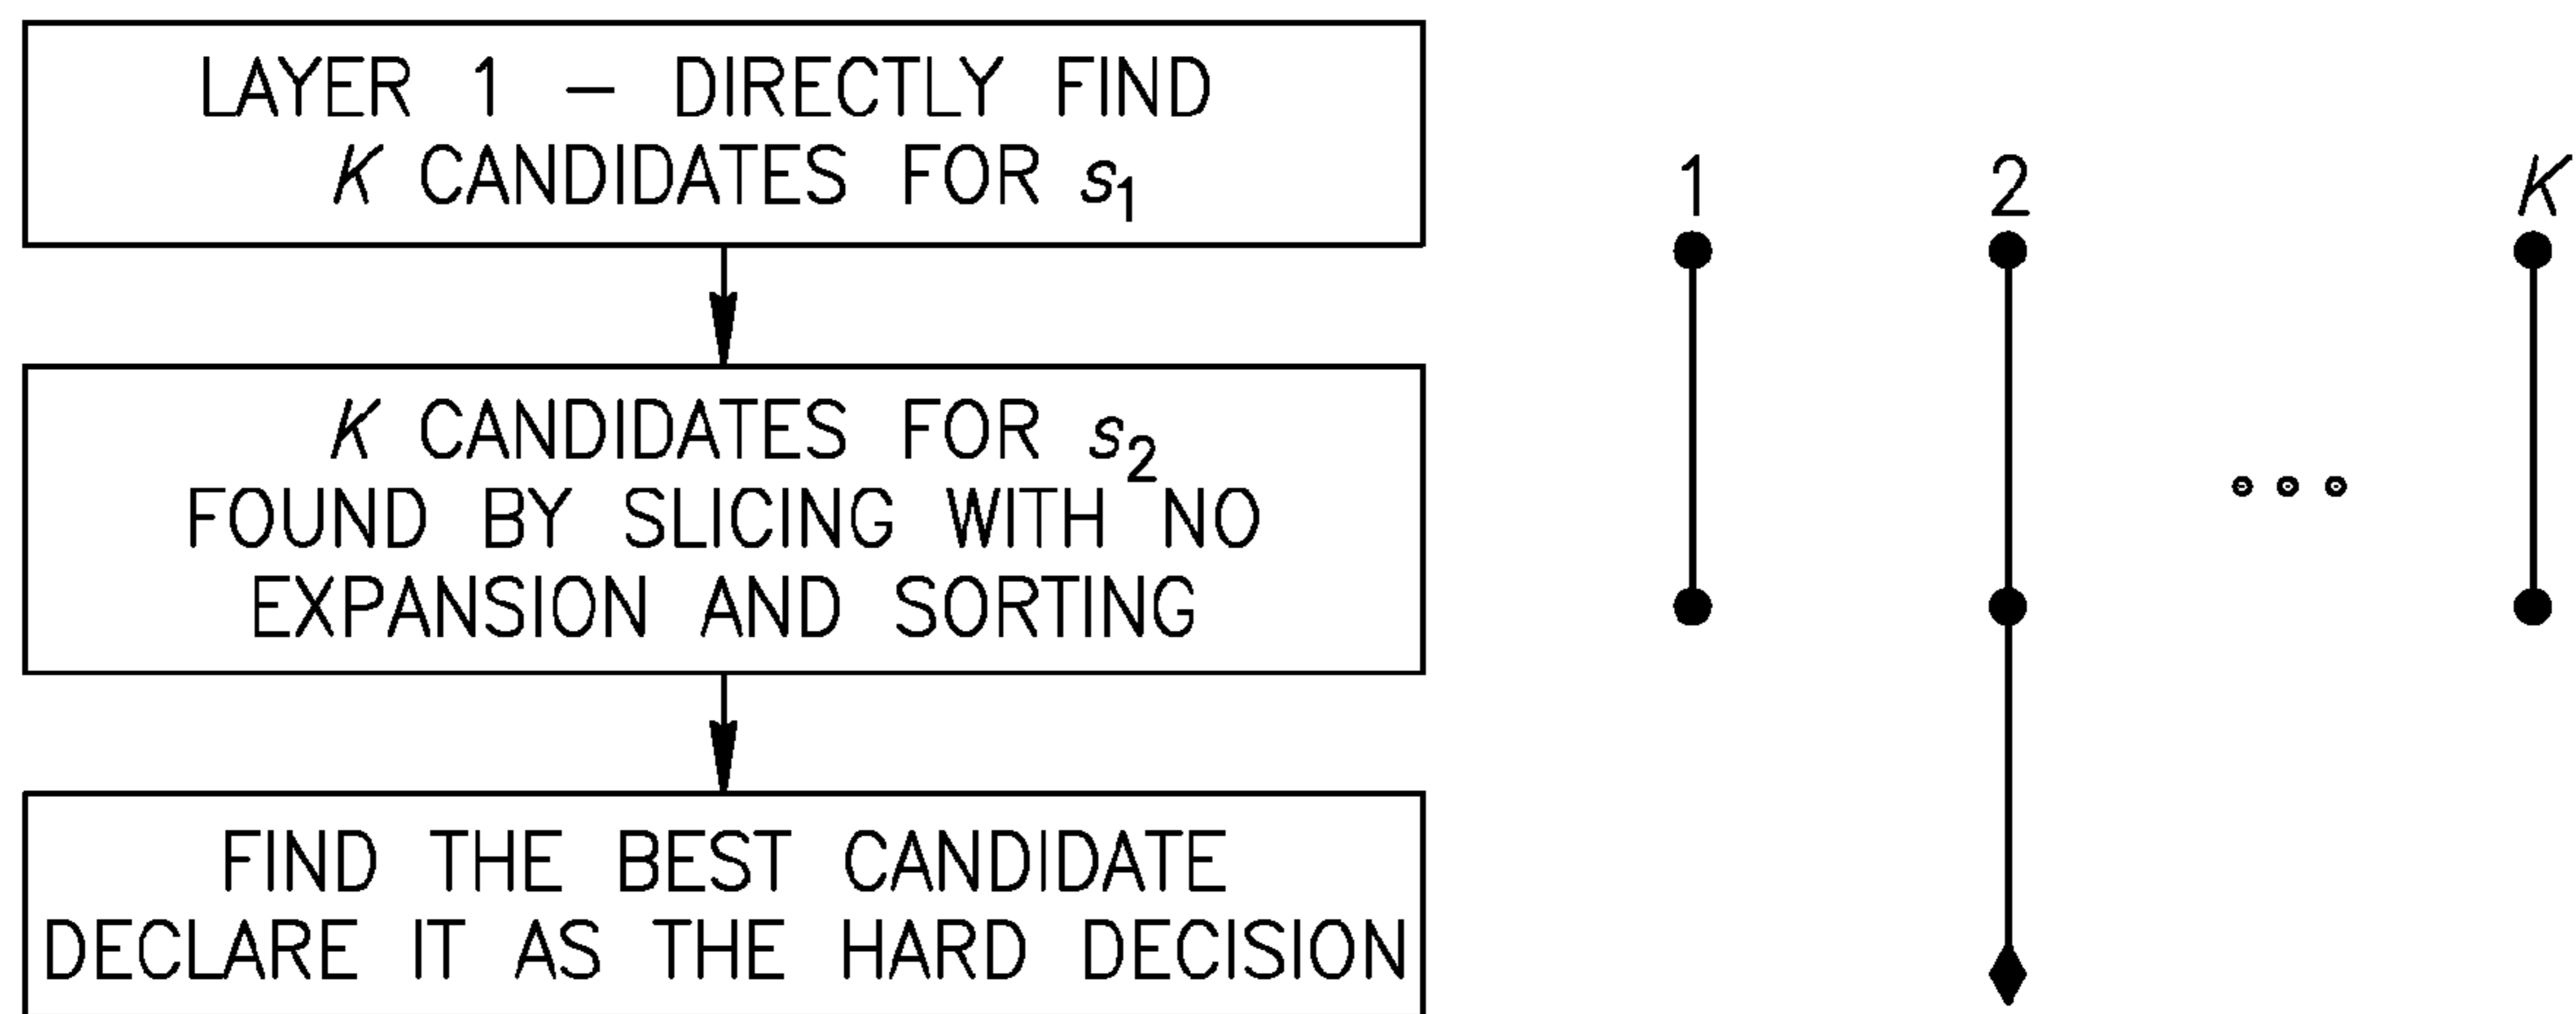 LAYER 1 – DIRECTLY FIND
K CANDIDATES FOR s1
K CANDIDATES FOR s2
FOUND BY SLICING WITH NO
EXPANSION AND SORTING
FIND THE BEST CANDIDATE
DECLARE IT AS THE HARD DECISION
1 2 K